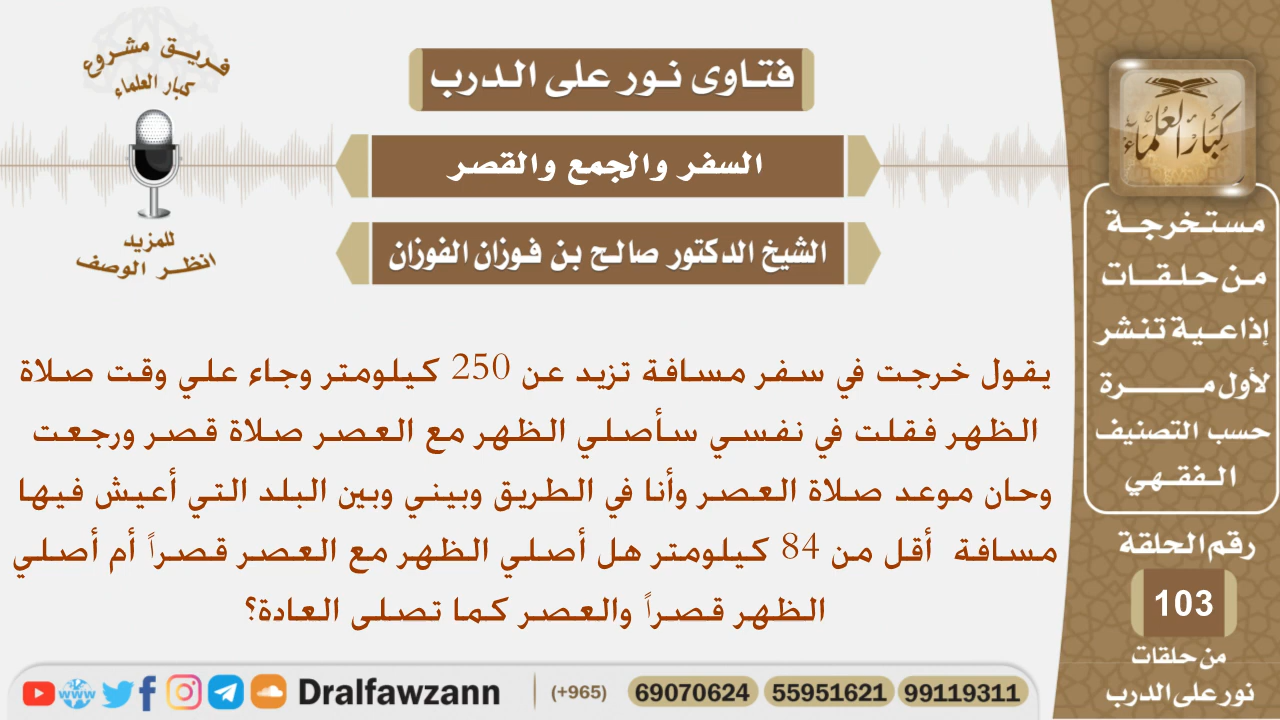 فريق مشروع
كبار العلماء
للمزيد
انظر الوصف
فتاوى نور على الدرب
السفر والجمع والقصر
الشيخ الدكتور صالح بن فوزان الفوزان
يقول خرجت في سفر مسافة تزيد عن 250 كيلومتر وجاء علي وقت صلاة
الظهر فقلت في نفسي سأصلي الظهر مع العصر صلاة قصر ورجعت
وحان موعد صلاة العصر وأنا في الطريق وبيني وبين البلد التي أعيش فيها
مسافة أقل من 84 كيلومتر هل أصلي الظهر مع العصر قصراً أم أصلي
الظهر قصراً والعصر كما تصلى العادة؟
كبار العلماء
مستخرجة
من حلقات
إذاعية تنشر
لأول مرة
حسب التصنيف
الفقهي
رقم الحلقة
103
من حلقات
نور على الدرب
www
Dralfawzann
(+965)
69070624
55951621
99119311